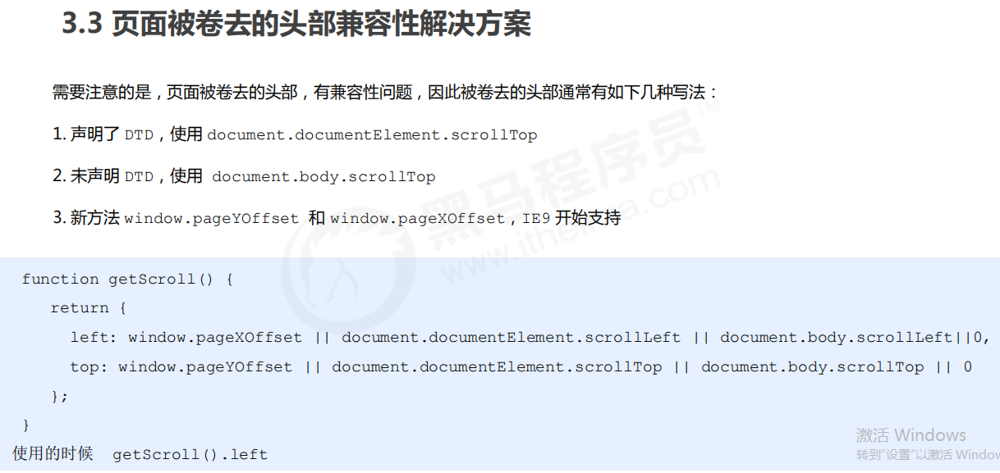 3.3 页面被卷去的头部兼容性解决方案
需要注意的是，页面被卷去的头部，有兼容性问题，因此被卷去的头部通常有如下几种写法：
1. 声明了 DTD，使用 document.documentElement.scrollTop
2. 未声明 DTD，使用 document.body.scrollTop
3. 新方法 window.pageYOffset 和 window.pageXOffset，IE9 开始支持
黑马程序员™
www.itheima.com
function getScroll() {
return {
left: window.pageXOffset || document.documentElement.scrollLeft || document.body.scrollLeft||0,
top: window.pageYOffset || document.documentElement.scrollTop || document.body.scrollTop || 0
};
}
使用的时候 getScroll().left
激活 Windows
转到"设置"以激活 Window